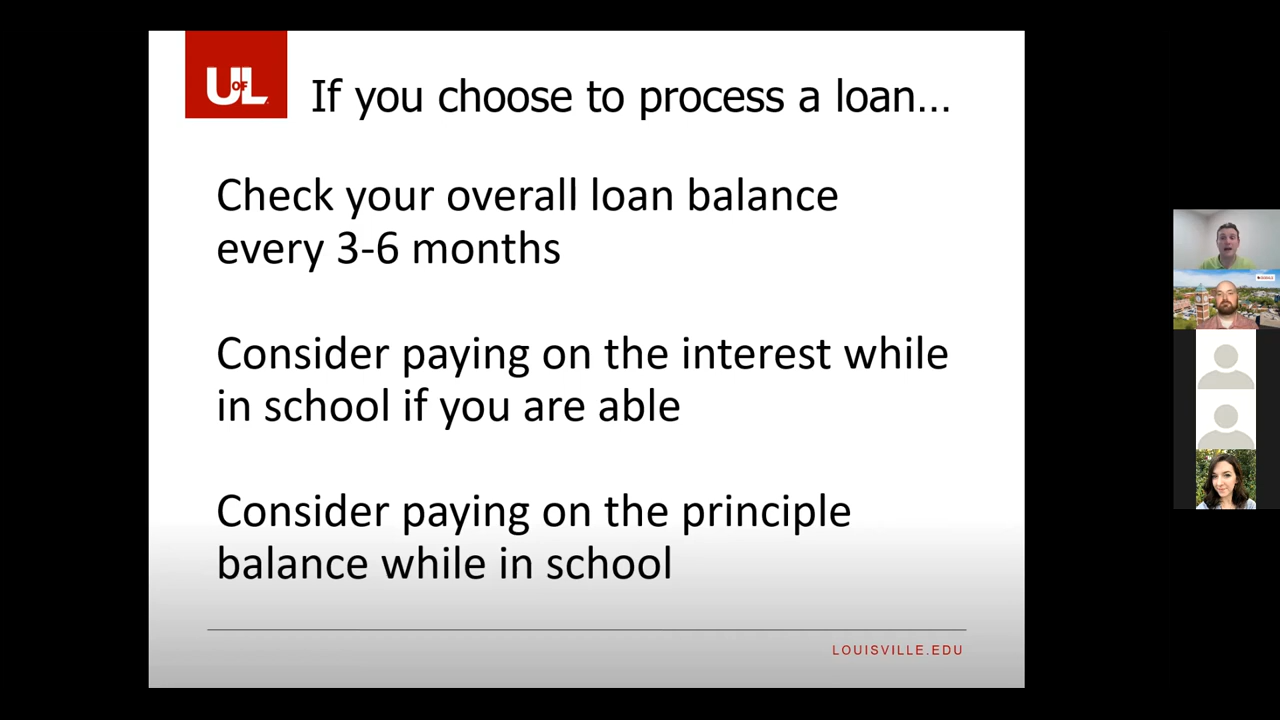 UofL
If you choose to process a loan...
Check your overall loan balance
every 3-6 months
Consider paying on the interest while
in school if you are able
Consider paying on the principle
balance while in school
LOUISVILLE.EDU